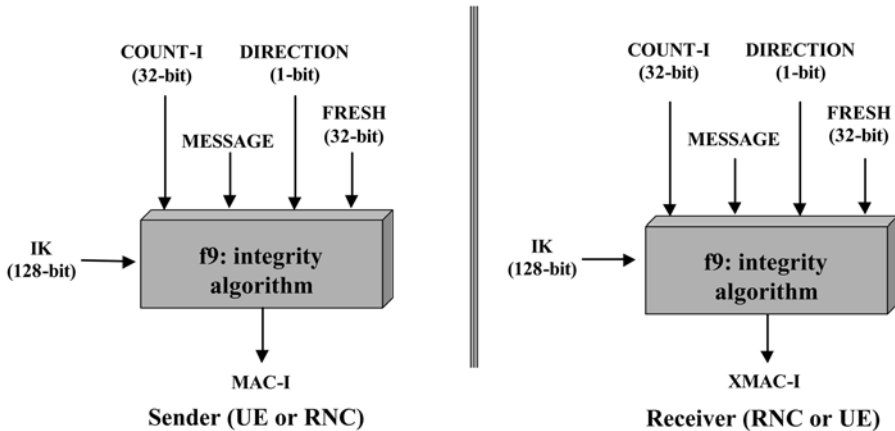 COUNT-I
(32-bit)
DIRECTION
(1-bit)
MESSAGE
FRESH
(32-bit)
IK
(128-bit)
f9: integrity
algorithm
MAC-I
Sender (UE or RNC)
COUNT-I
(32-bit)
DIRECTION
(1-bit)
MESSAGE
FRESH
(32-bit)
IK
(128-bit)
f9: integrity
algorithm
XMAC-I
Receiver (RNC or UE)